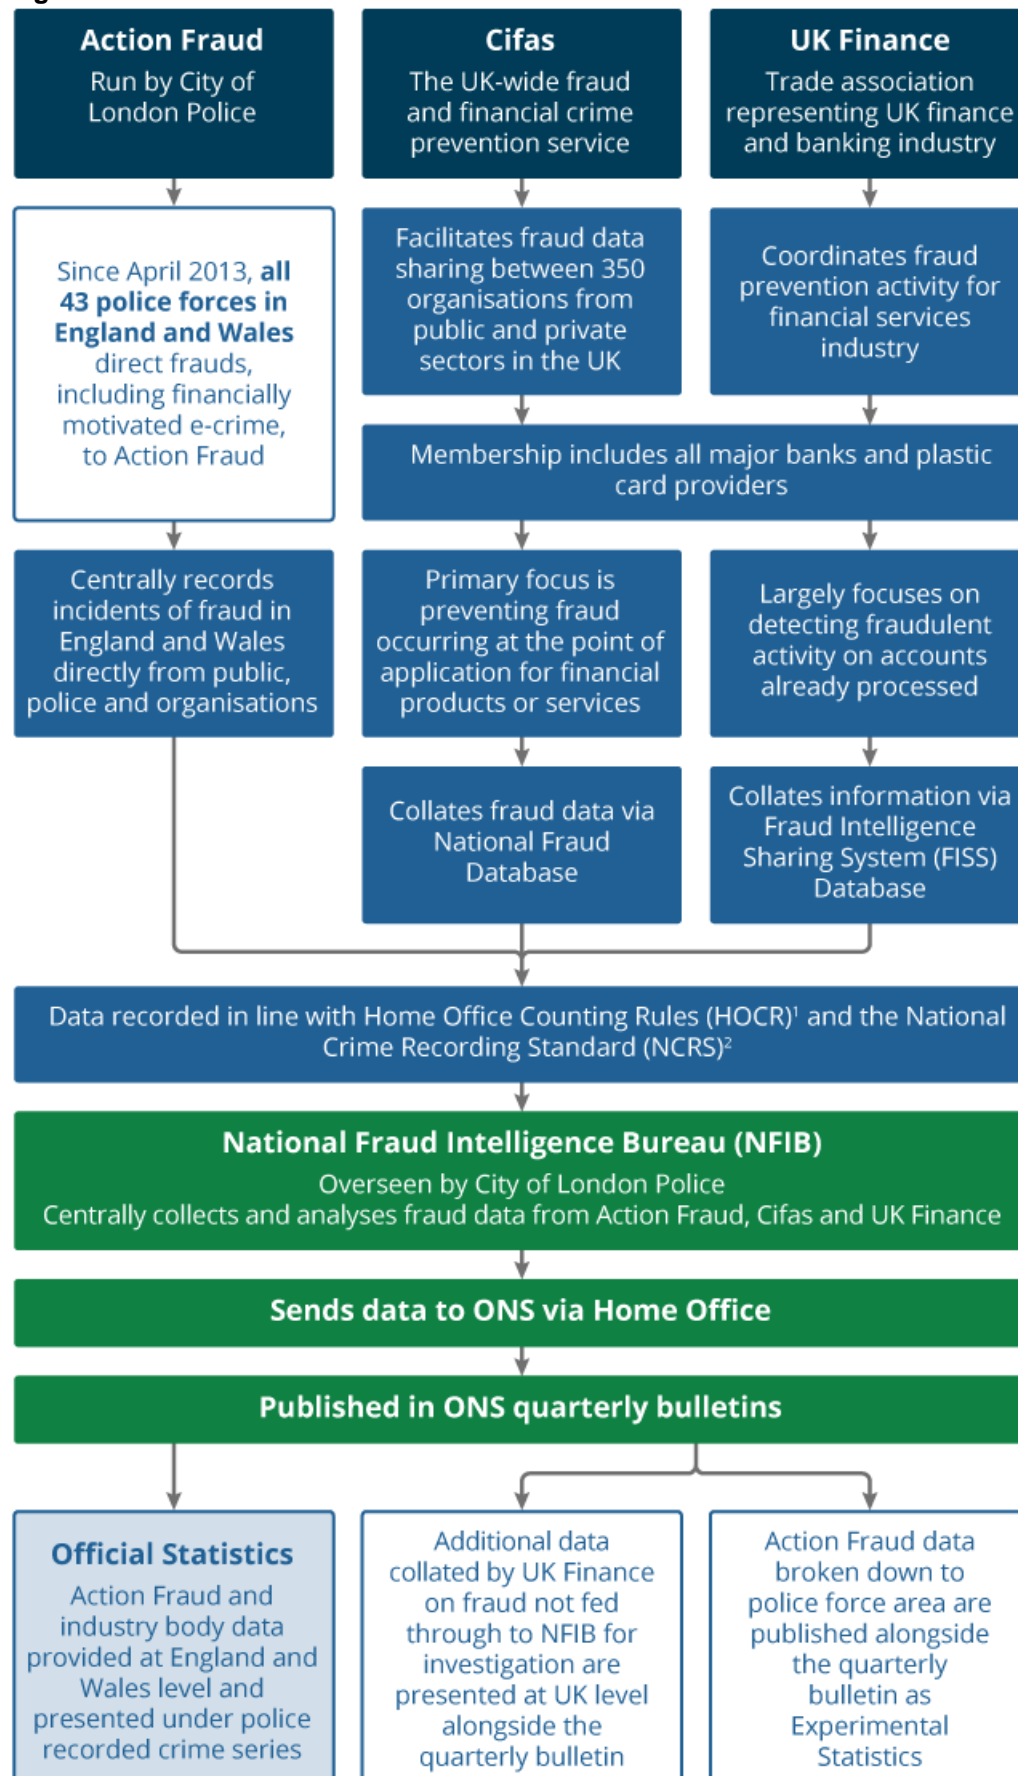 Action Fraud
Run by City of
London Police
Cifas
The UK-wide fraud
and financial crime
prevention service
UK Finance
Trade association
representing UK finance
and banking industry
Since April 2013, all
43 police forces in
England and Wales
direct frauds,
including financially
motivated e-crime,
to Action Fraud
Facilitates fraud data
sharing between 350
organisations from
public and private
sectors in the UK
Coordinates fraud
prevention activity for
financial services
industry
Membership includes all major banks and plastic
card providers
Centrally records
incidents of fraud in
England and Wales
directly from public,
police and organisations
Primary focus is
preventing fraud
occurring at the point of
application for financial
products or services
Largely focuses on
detecting fraudulent
activity on accounts
already processed
Collates fraud data via
National Fraud
Database
Collates information via
Fraud Intelligence
Sharing System (FISS)
Database
Data recorded in line with Home Office Counting Rules (HOCR)¹ and the National
Crime Recording Standard (NCRS)²
National Fraud Intelligence Bureau (NFIB)
Overseen by City of London Police
Centrally collects and analyses fraud data from Action Fraud, Cifas and UK Finance
Sends data to ONS via Home Office
Published in ONS quarterly bulletins
Official Statistics
Action Fraud and
industry body data
provided at England and
Wales level and
presented under police
recorded crime series
Additional data
collated by UK Finance
on fraud not fed
through to NFIB for
investigation are
presented at UK level
alongside the
quarterly bulletin
Action Fraud data
broken down to
police force area are
published alongside
the quarterly
bulletin as
Experimental
Statistics